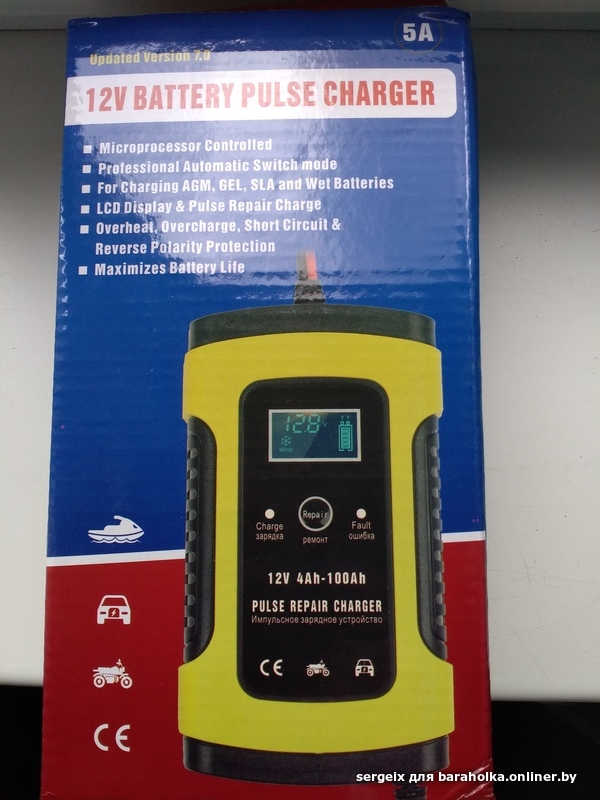 5A
Updated Version 7.0
12V BATTERY PULSE CHARGER
Microprocessor Controlled
Professional Automatic Switch mode
For Charging AGM, GEL, SLA and Wet Batteries
LCD Display & Pulse Repair Charge
Overheat, Overcharge, Short Circuit &
Reverse Polarity Protection
Maximizes Battery Life
12.8 V
Wintr
Charge
зарядка
Repair
ремонт
Fault
ошибка
12V 4Ah-100Ah
PULSE REPAIR CHARGER
Импульсное зарядное устройство
CE
CE
sergeix для baraholka.onliner.by